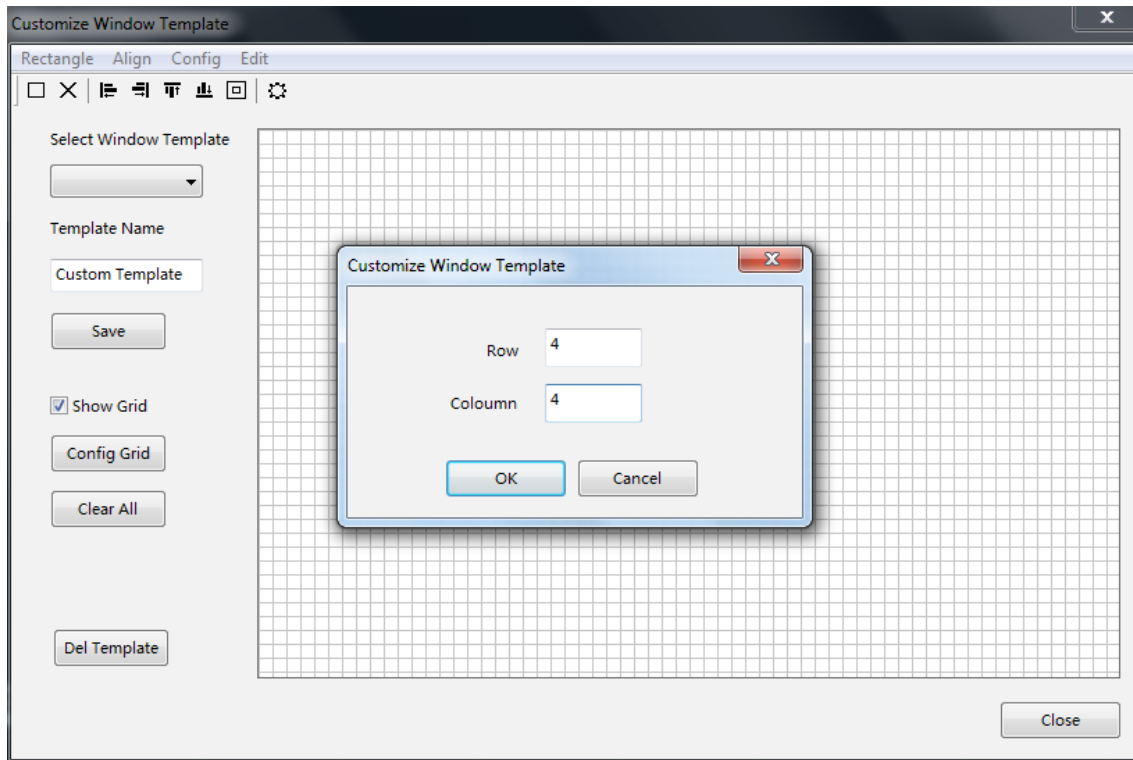 Customize Window Template
Rectangle Align Config Edit
Select Window Template
Template Name
Custom Template
Save
Show Grid
Config Grid
Clear All
Del Template
Customize Window Template
Row 4
Coloumn 4
OK Cancel
Close